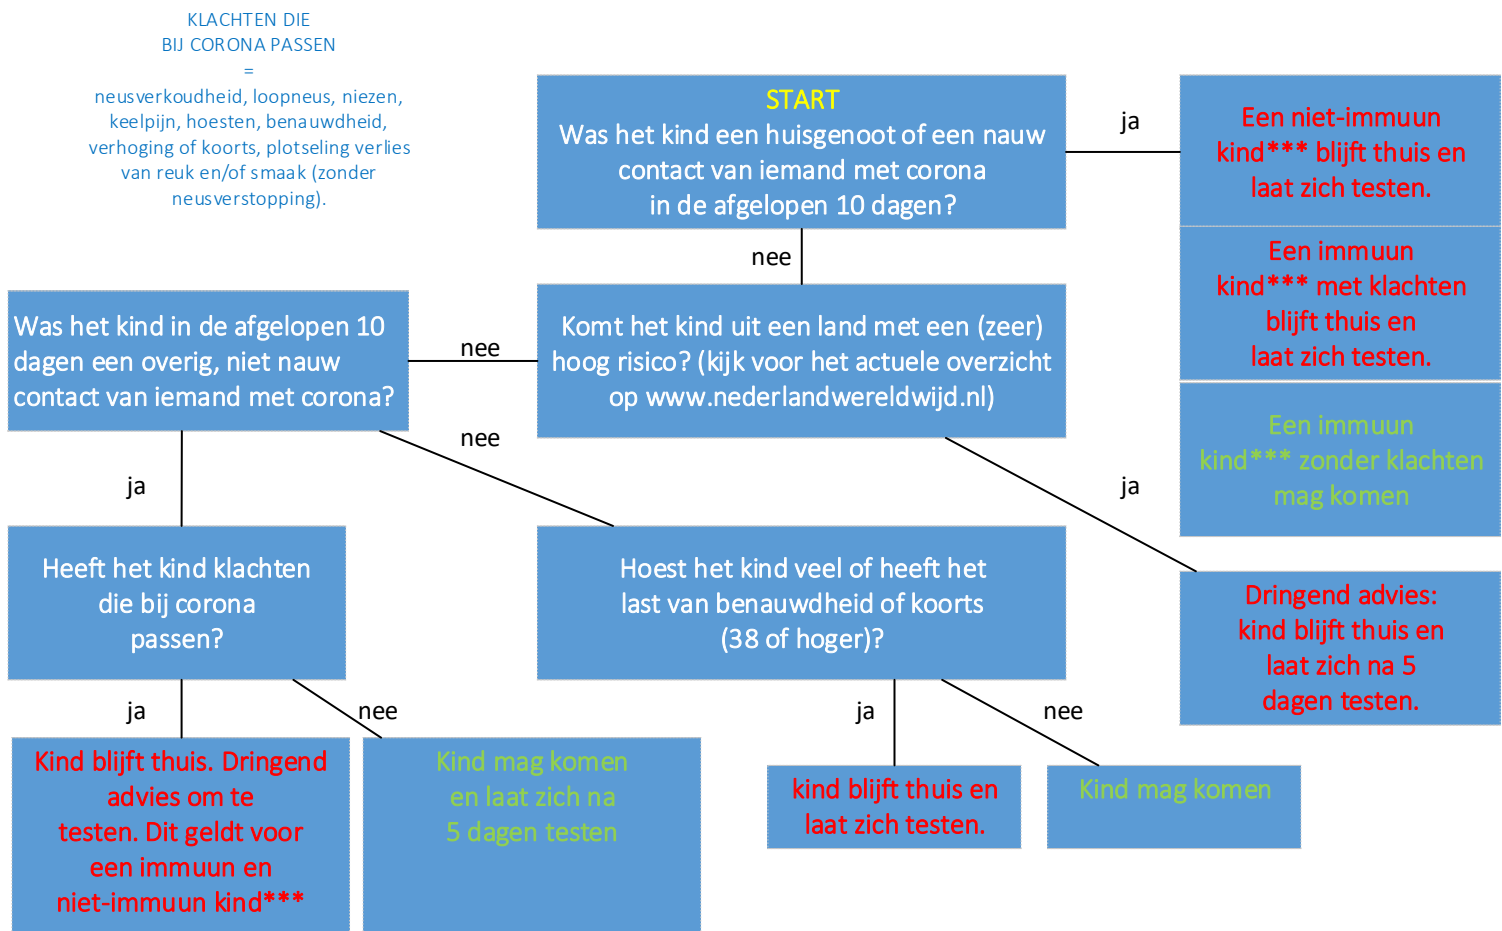 KLACHTEN DIE
BIJ CORONA PASSEN
=
neusverkoudheid, loopneus, niezen,
keelpijn, hoesten, benauwdheid,
verhoging of koorts, plotseling verlies
van reuk en/of smaak (zonder
neusverstopping).
START
Was het kind een huisgenoot of een nauw
contact van iemand met corona
in de afgelopen 10 dagen?
ja
Een niet-immuun
kind*** blijft thuis en
laat zich testen.
Een immuun
kind*** met klachten
blijft thuis en
laat zich testen.
Een immuun
kind*** zonder klachten
mag komen
nee
Komt het kind uit een land met een (zeer)
hoog risico? (kijk voor het actuele overzicht
op www.nederlandwereldwijd.nl)
nee
Was het kind in de afgelopen 10
dagen een overig, niet nauw
contact van iemand met corona?
ja
Dringend advies:
kind blijft thuis en
laat zich na 5
dagen testen.
ja
nee
Heeft het kind klachten
die bij corona
passen?
Hoest het kind veel of heeft het
last van benauwdheid of koorts
(38 of hoger)?
ja
nee
ja
nee
Kind blijft thuis. Dringend
advies om te
testen. Dit geldt voor
een immuun en
niet-immuun kind***
Kind mag komen
en laat zich na
5 dagen testen
kind blijft thuis en
laat zich testen.
Kind mag komen